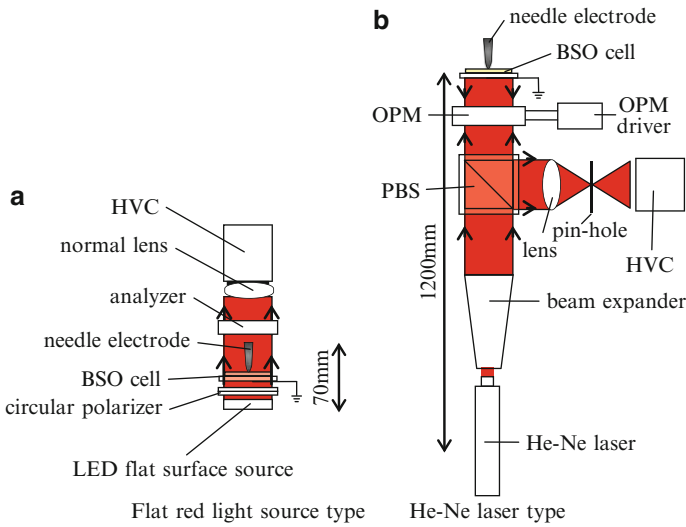 a
HVC
normal lens
analyzer
needle electrode
BSO cell
circular polarizer
70mm
LED flat surface source
Flat red light source type
b
needle electrode
BSO cell
OPM
OPM
driver
PBS
lens
pin-hole
HVC
1200mm
beam expander
He-Ne laser
He-Ne laser type